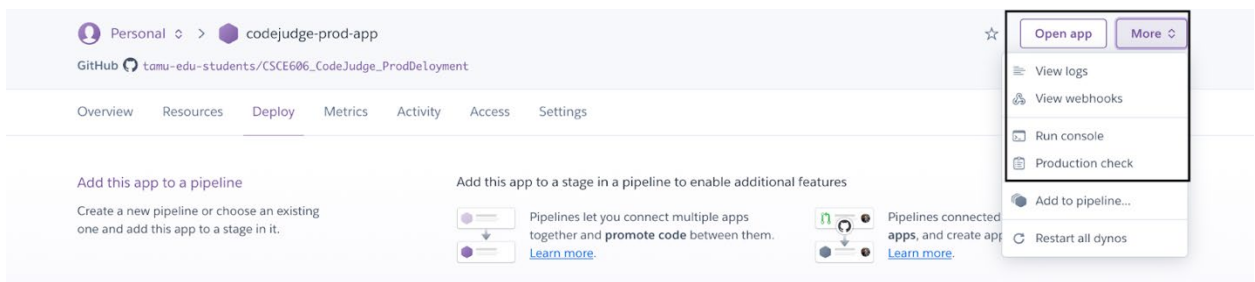 Personal > codejudge-prod-app
Open app
More
GitHub tamu-edu-students/CSCE606_CodeJudge_ProdDeloyment
View logs
View webhooks
Run console
Production check
Add to pipeline...
Restart all dynos
Overview Resources Deploy Metrics Activity Access Settings
Add this app to a pipeline
Create a new pipeline or choose an existing
one and add this app to a stage in it.
Add this app to a stage in a pipeline to enable additional features
Pipelines let you connect multiple apps
together and promote code between them.
Learn more.
Pipelines connected
apps, and create app
Learn more.